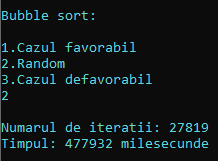 Bubble sort:
1.Cazul favorabil
2.Random
3.Cazul defavorabil
2
Numarul de iteratii: 27819
Timpul: 477932 milesecunde